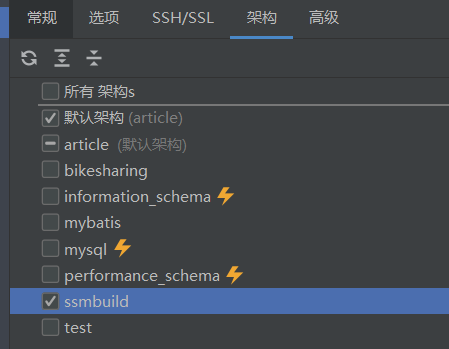 常规 选项 SSH/SSL 架构 高级
所有 架构s
默认架构 (article)
article (默认架构)
bikesharing
information_schema
mybatis
mysql
performance_schema
ssmbuild
test